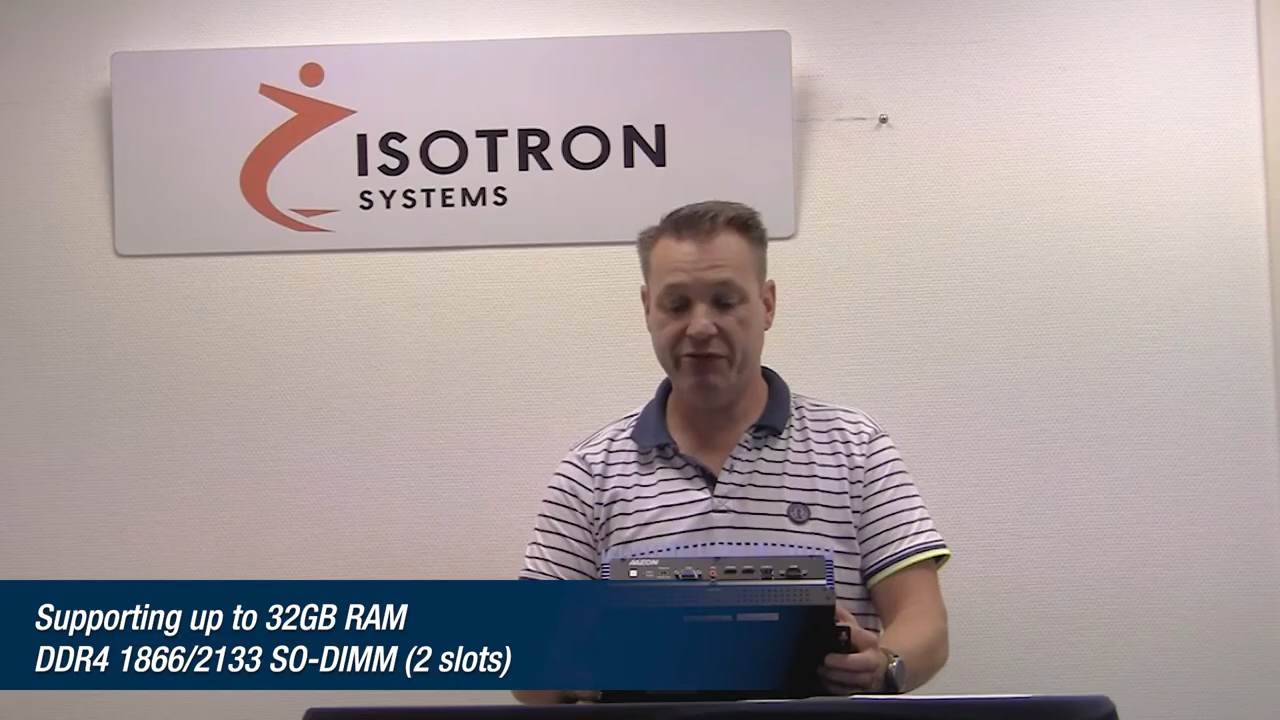 ISOTRON
SYSTEMS
Supporting up to 32GB RAM
DDR4 1866/2133 SO-DIMM (2 slots)